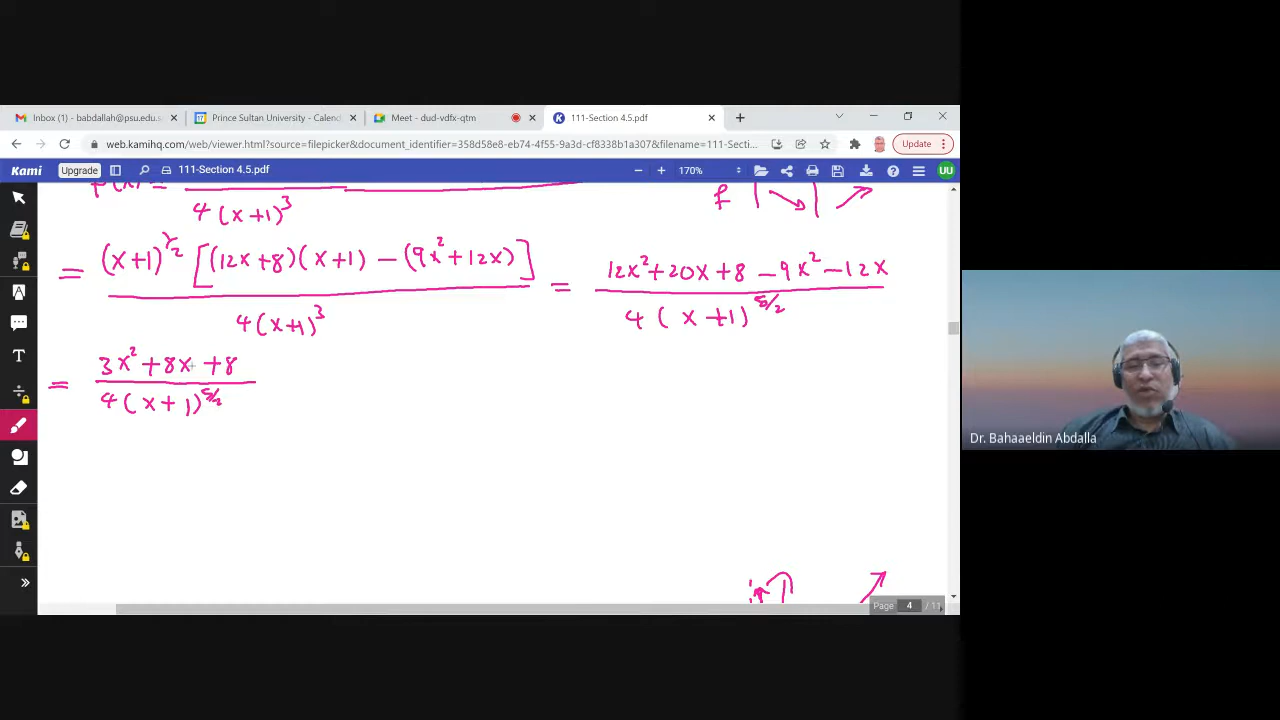 Inbox (1) - babdallah@psu.edu.s
Prince Sultan University - Calend
Meet - dud-vdfx-qtm
111-Section 4.5.pdf
web.kamihq.com/web/viewer.html?source=filepicker&document_identifier=358d58e8-eb74-4f55-9a3d-cf8338b1a307&filename=111-Secti...
Update
Kami Upgrade 111-Section 4.5.pdf 170% UU
4(x+1)³ f
= (x+1)^½ [(12x+8)(x+1) − (9x²+12x)] / 4(x+1)³ = 12x²+20x+8−9x²−12x / 4(x+1)^5/2
= 3x²+8x+8 / 4(x+1)^5/2
Dr. Bahaaeldin Abdalla
Page 4 / 11